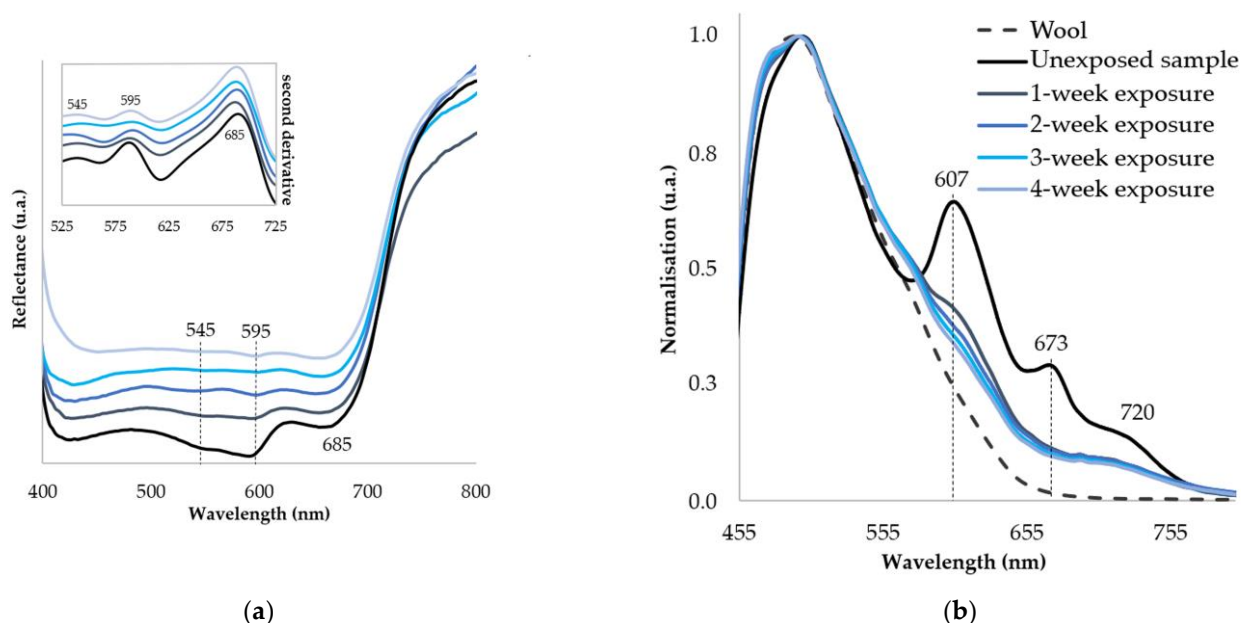 545
595
685
second derivative
525 575 625 675 725
Reflectance (u.a.)
545 595
685
400 500 600 700 800
Wavelength (nm)
(a)
Wool
Unexposed sample
1-week exposure
2-week exposure
3-week exposure
4-week exposure
1.0
0.8
0.5
0.3
0.0
Normalisation (u.a.)
607
673
720
455 555 655 755
Wavelength (nm)
(b)